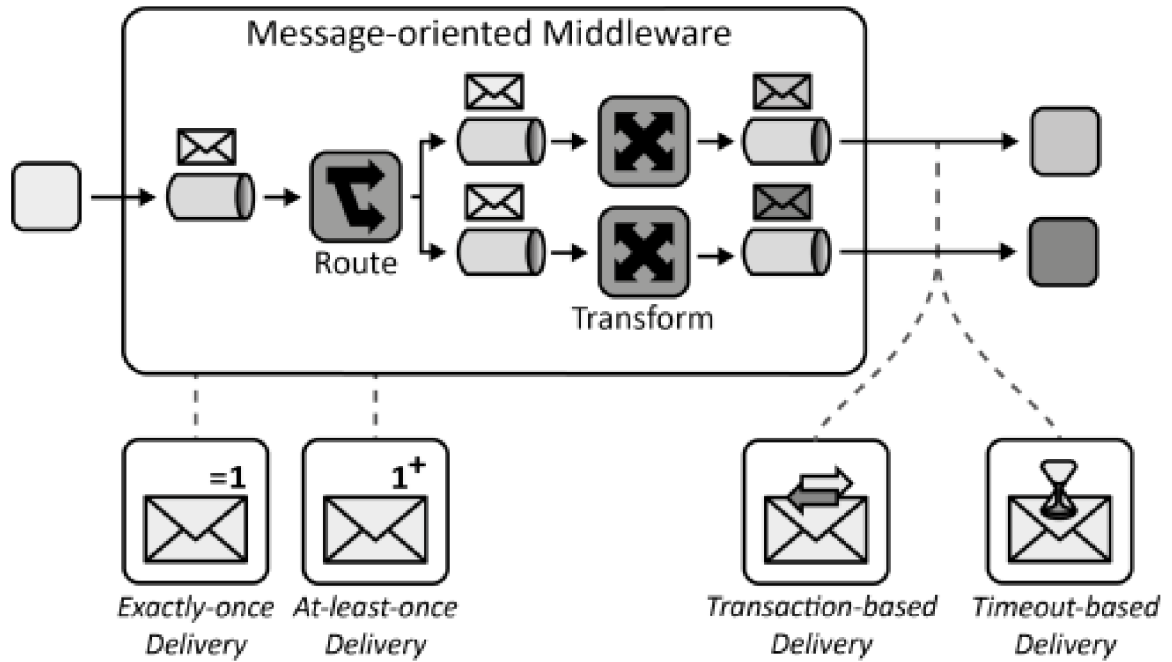 Message-oriented Middleware
Route
Transform
=1
1+
Exactly-once
Delivery
At-least-once
Delivery
Transaction-based
Delivery
Timeout-based
Delivery